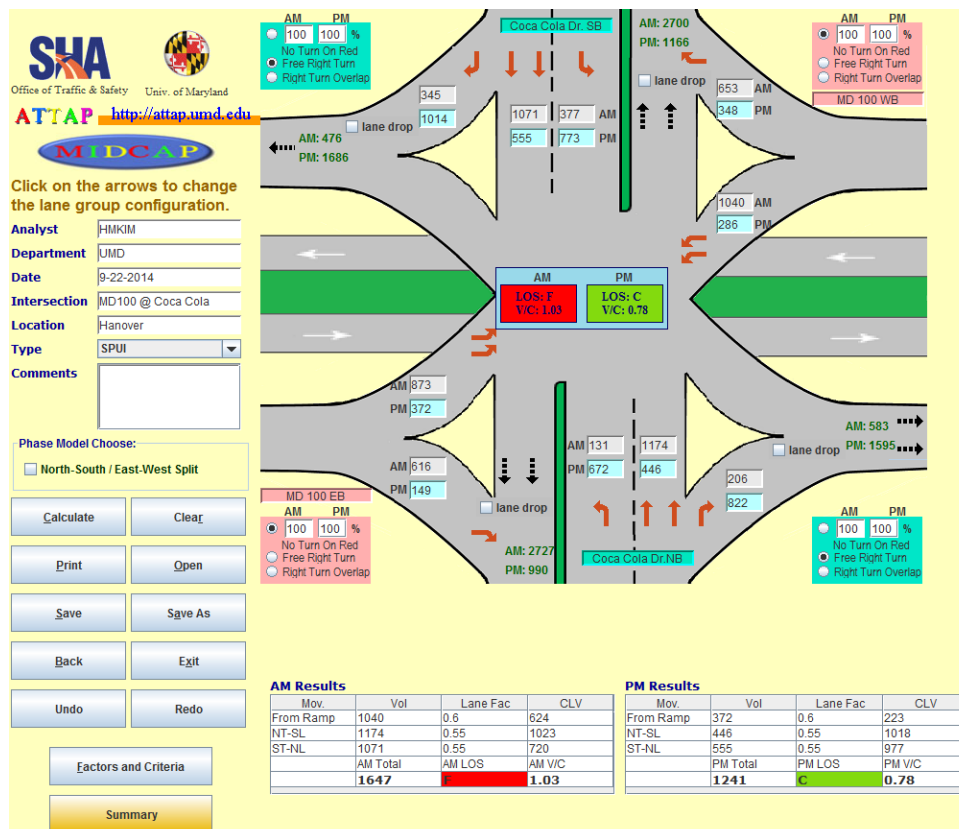 SHA
Office of Traffic & Safety
Univ. of Maryland
ATTAP http://attap.umd.edu
MIDCAP
Click on the arrows to change
the lane group configuration.
Analyst HMKIM
Department UMD
Date 9-22-2014
Intersection MD100 @ Coca Cola
Location Hanover
Type SPUI
Comments
Phase Model Choose:
North-South / East-West Split
Calculate Clear
Print Open
Save Save As
Back Exit
Undo Redo
Factors and Criteria
Summary
AM PM
100 100 %
No Turn On Red
Free Right Turn
Right Turn Overlap
Coca Cola Dr. SB
AM: 2700
PM: 1166
AM PM
100 100 %
No Turn On Red
Free Right Turn
Right Turn Overlap
MD 100 WB
lane drop
345
1014
1071 377 AM
555 773 PM
653 AM
348 PM
lane drop
AM: 476
PM: 1686
1040 AM
286 PM
AM PM
LOS: F LOS: C
V/C: 1.03 V/C: 0.78
AM 873
PM 372
AM 616
PM 149
AM 131 1174
PM 672 446
206
822
AM: 583
PM: 1595
lane drop
lane drop
MD 100 EB
AM PM
100 100 %
No Turn On Red
Free Right Turn
Right Turn Overlap
AM: 2727
PM: 990
Coca Cola Dr.NB
AM PM
100 100 %
No Turn On Red
Free Right Turn
Right Turn Overlap
AM Results
Mov. Vol Lane Fac CLV
From Ramp 1040 0.6 624
NT-SL 1174 0.55 1023
ST-NL 1071 0.55 720
AM Total AM LOS AM V/C
1647 F 1.03
PM Results
Mov. Vol Lane Fac CLV
From Ramp 372 0.6 223
NT-SL 446 0.55 1018
ST-NL 555 0.55 977
PM Total PM LOS PM V/C
1241 C 0.78